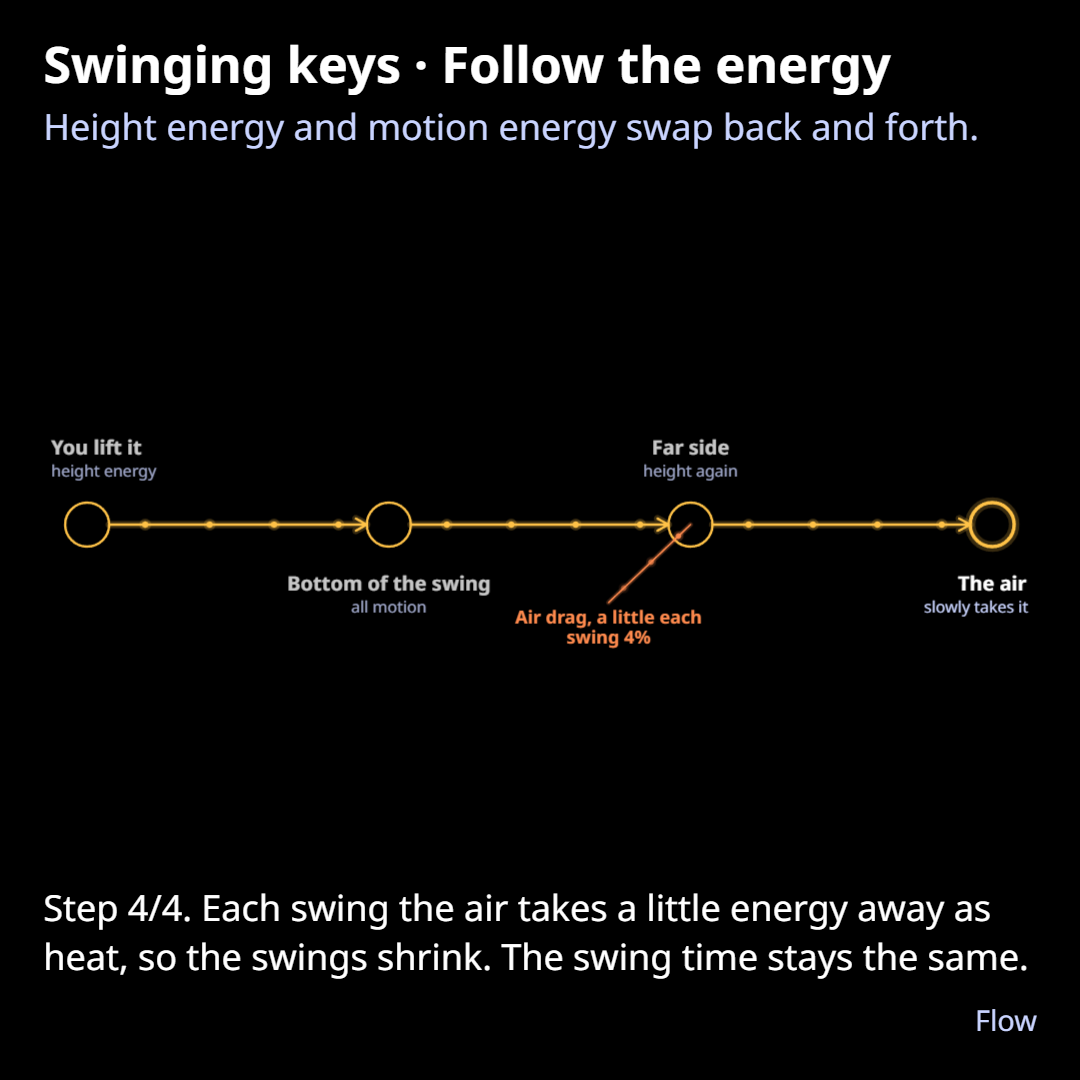 Swinging keys · Follow the energy
Height energy and motion energy swap back and forth.
You lift it
height energy
Far side
height again
Bottom of the swing
all motion
The air
slowly takes it
Air drag, a little each
swing 4%
Step 4/4. Each swing the air takes a little energy away as
heat, so the swings shrink. The swing time stays the same.
Flow